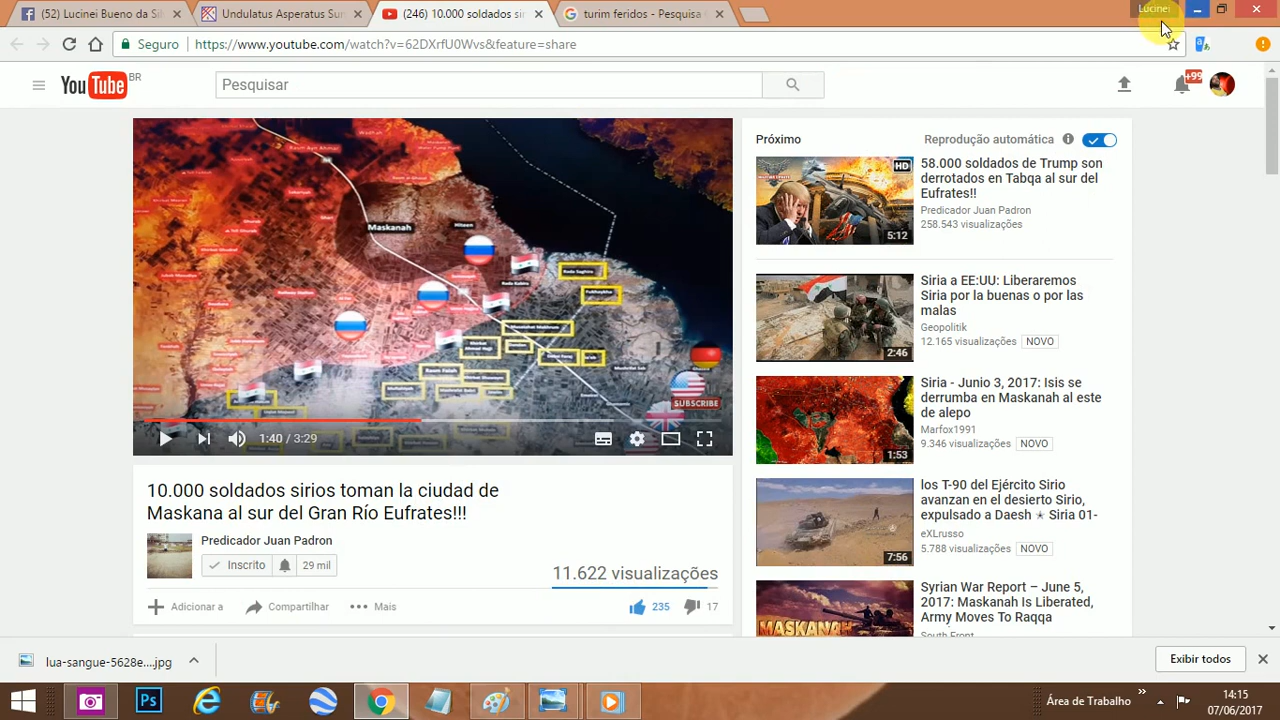 (52) Lucinei Bueno da Sil
Undulatus Asperatus Sur
(246) 10.000 soldados sir
turim feridos - Pesquisa
Lucinei
Seguro
https://www.youtube.com/watch?v=62DXrfU0Wvs&feature=share
YouTube BR
Pesquisar
+99
Maskanah
SUBSCRIBE
1:40 / 3:29
10.000 soldados sirios toman la ciudad de
Maskana al sur del Gran Río Eufrates!!!
Predicador Juan Padron
Inscrito
29 mil
11.622 visualizações
Adicionar a
Compartilhar
Mais
235
17
Próximo
Reprodução automática
HD
5:12
58.000 soldados de Trump son
derrotados en Tabqa al sur del
Eufrates!!
Predicador Juan Padron
258.543 visualizações
2:46
Siria a EE:UU: Liberaremos
Siria por la buenas o por las
malas
Geopolitik
12.165 visualizações NOVO
1:53
Siria - Junio 3, 2017: Isis se
derrumba en Maskanah al este
de alepo
Marfox1991
9.346 visualizações NOVO
7:56
los T-90 del Ejército Sirio
avanzan en el desierto Sirio,
expulsado a Daesh ✭ Siria 01-
eXLrusso
5.788 visualizações NOVO
MASKANAH
Syrian War Report – June 5,
2017: Maskanah Is Liberated,
Army Moves To Raqqa
South Front
lua-sangue-5628e....jpg
Exibir todos
Ps
Área de Trabalho
14:15
07/06/2017